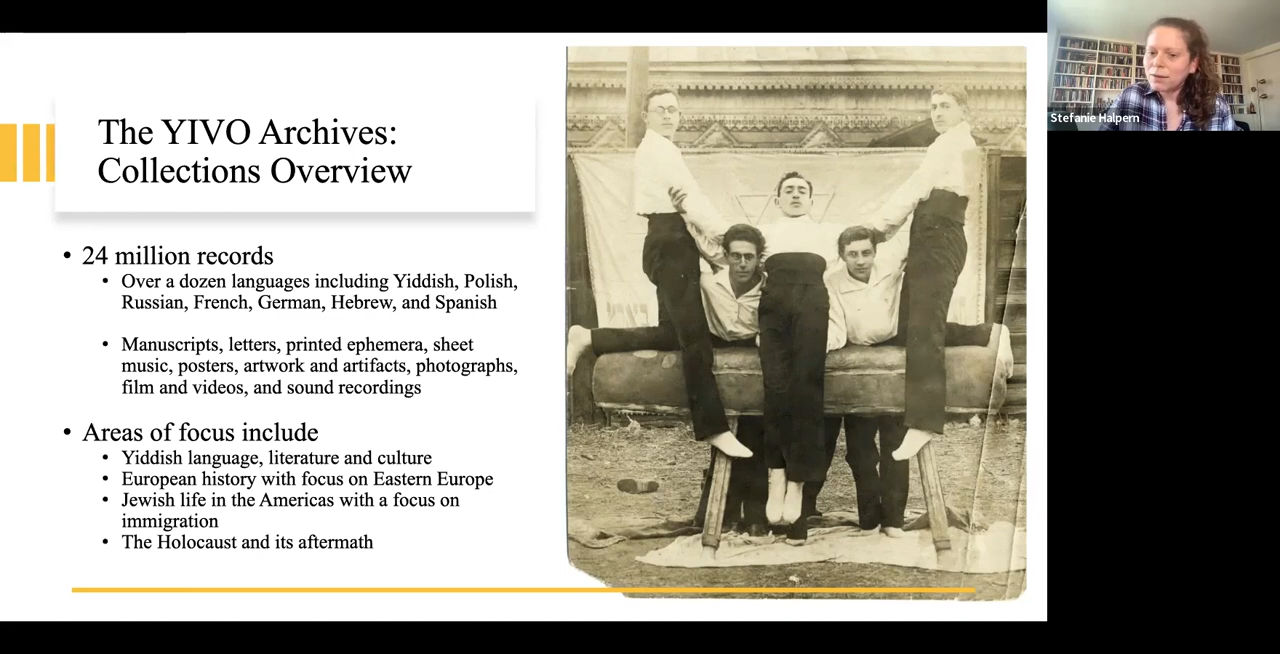 The YIVO Archives:
Collections Overview
• 24 million records
• Over a dozen languages including Yiddish, Polish,
Russian, French, German, Hebrew, and Spanish
• Manuscripts, letters, printed ephemera, sheet
music, posters, artwork and artifacts, photographs,
film and videos, and sound recordings
• Areas of focus include
• Yiddish language, literature and culture
• European history with focus on Eastern Europe
• Jewish life in the Americas with a focus on
immigration
• The Holocaust and its aftermath
Stefanie Halpern